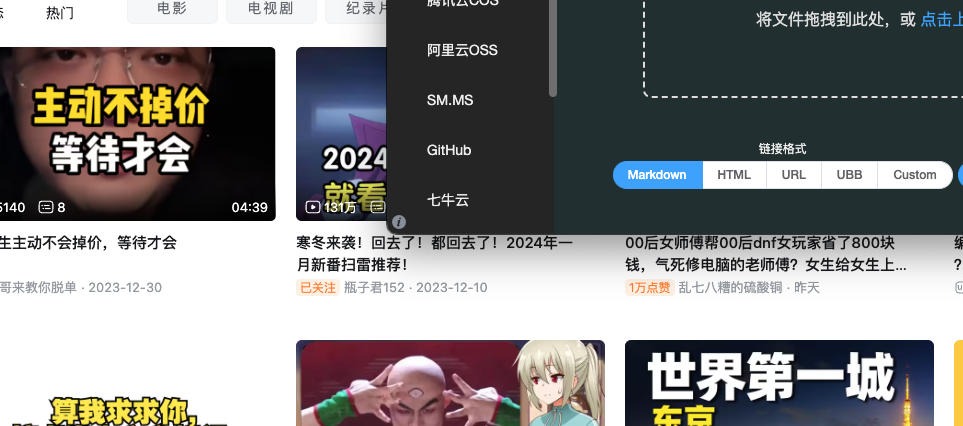 热门
电影
电视剧
纪录片
腾讯云COS
阿里云OSS
SM.MS
GitHub
七牛云
将文件拖拽到此处，或 点击上
链接格式
Markdown
HTML
URL
UBB
Custom
主动不掉价
等待才会
5140
8
04:39
2024
就看
131万
生主动不会掉价，等待才会
哥来教你脱单 · 2023-12-30
寒冬来袭！回去了！都回去了！2024年一
月新番扫雷推荐！
已关注 瓶子君152 · 2023-12-10
00后女师傅帮00后dnf女玩家省了800块
钱，气死修电脑的老师傅？女生给女生上...
1万点赞 乱七八糟的硫酸铜 · 昨天
算我求求你,
世界第一城
东京